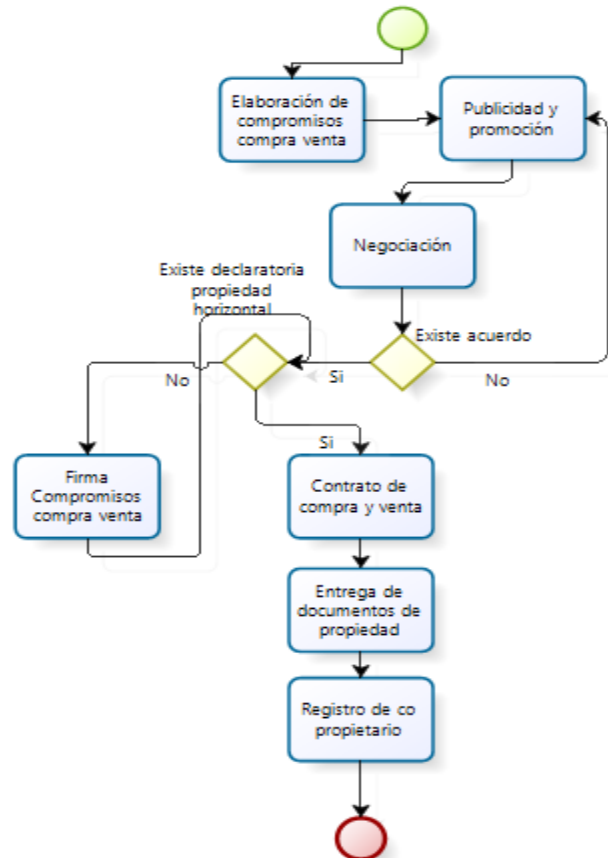 Elaboración de
compromisos
compra venta
Publicidad y
promoción
Negociación
Existe declaratoria
propiedad
horizontal
Existe acuerdo
No
Si
No
Si
Firma
Compromisos
compra venta
Contrato de
compra y venta
Entrega de
documentos de
propiedad
Registro de co
propietario